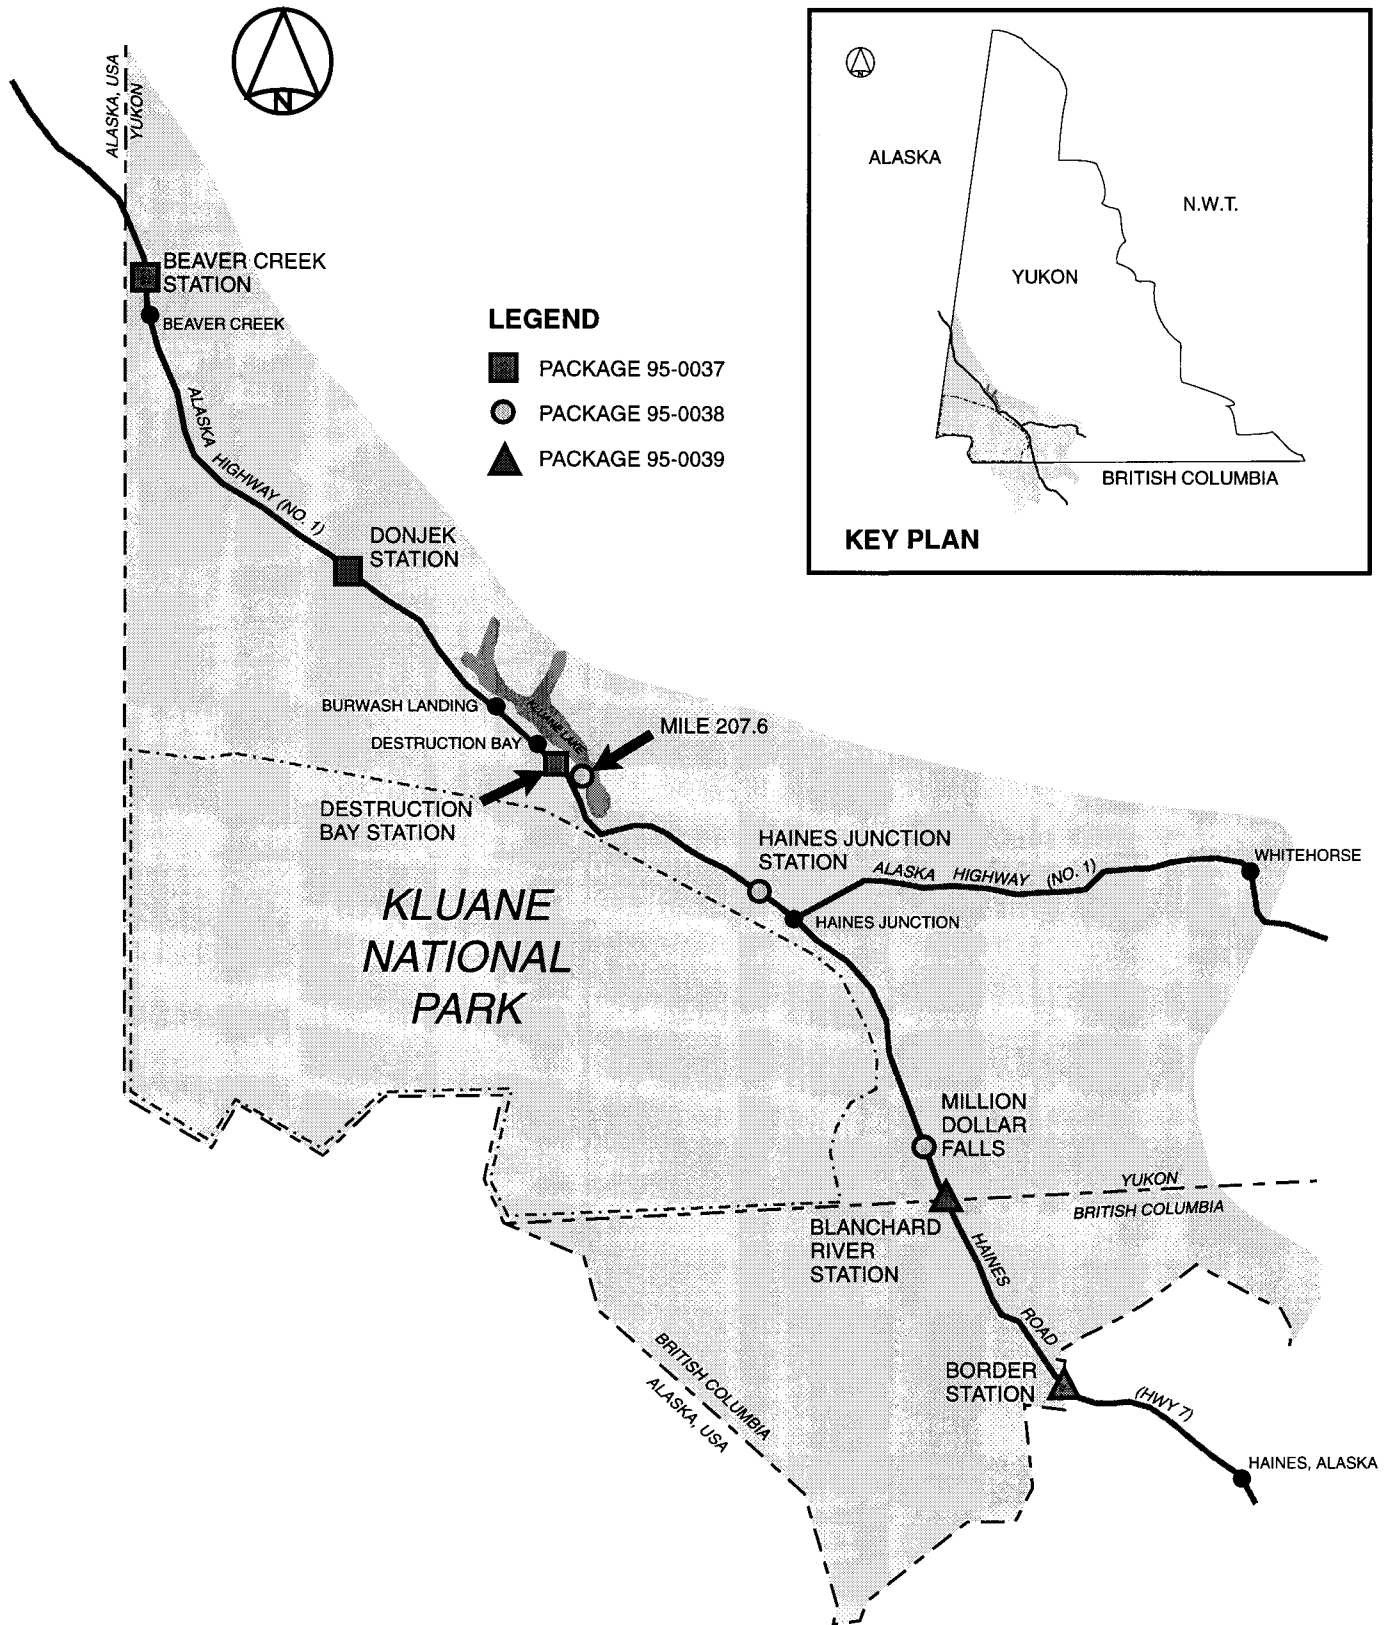 N
ALASKA, USA
YUKON
BEAVER CREEK
STATION
BEAVER CREEK
ALASKA HIGHWAY (NO. 1)
LEGEND
PACKAGE 95-0037
PACKAGE 95-0038
PACKAGE 95-0039
N
ALASKA
N.W.T.
YUKON
BRITISH COLUMBIA
KEY PLAN
DONJEK
STATION
BURWASH LANDING
KLUANE LAKE
MILE 207.6
DESTRUCTION BAY
DESTRUCTION
BAY STATION
HAINES JUNCTION
STATION
ALASKA HIGHWAY (NO. 1)
WHITEHORSE
HAINES JUNCTION
KLUANE
NATIONAL
PARK
MILLION
DOLLAR
FALLS
YUKON
BRITISH COLUMBIA
BLANCHARD
RIVER
STATION
HAINES ROAD
BORDER
STATION
(HWY 7)
BRITISH COLUMBIA
ALASKA, USA
HAINES, ALASKA